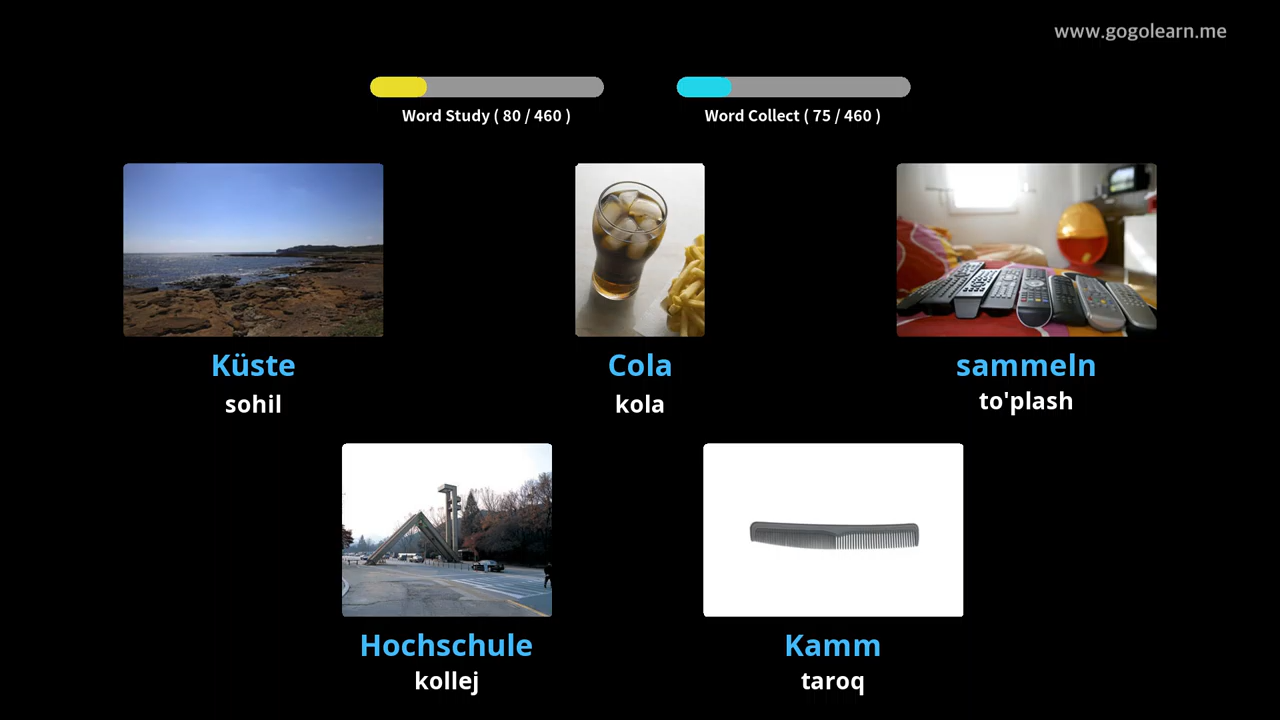 www.gogolearn.me
Word Study ( 80 / 460 )
Word Collect ( 75 / 460 )
Küste
sohil
Cola
kola
sammeln
to'plash
Hochschule
kollej
Kamm
taroq